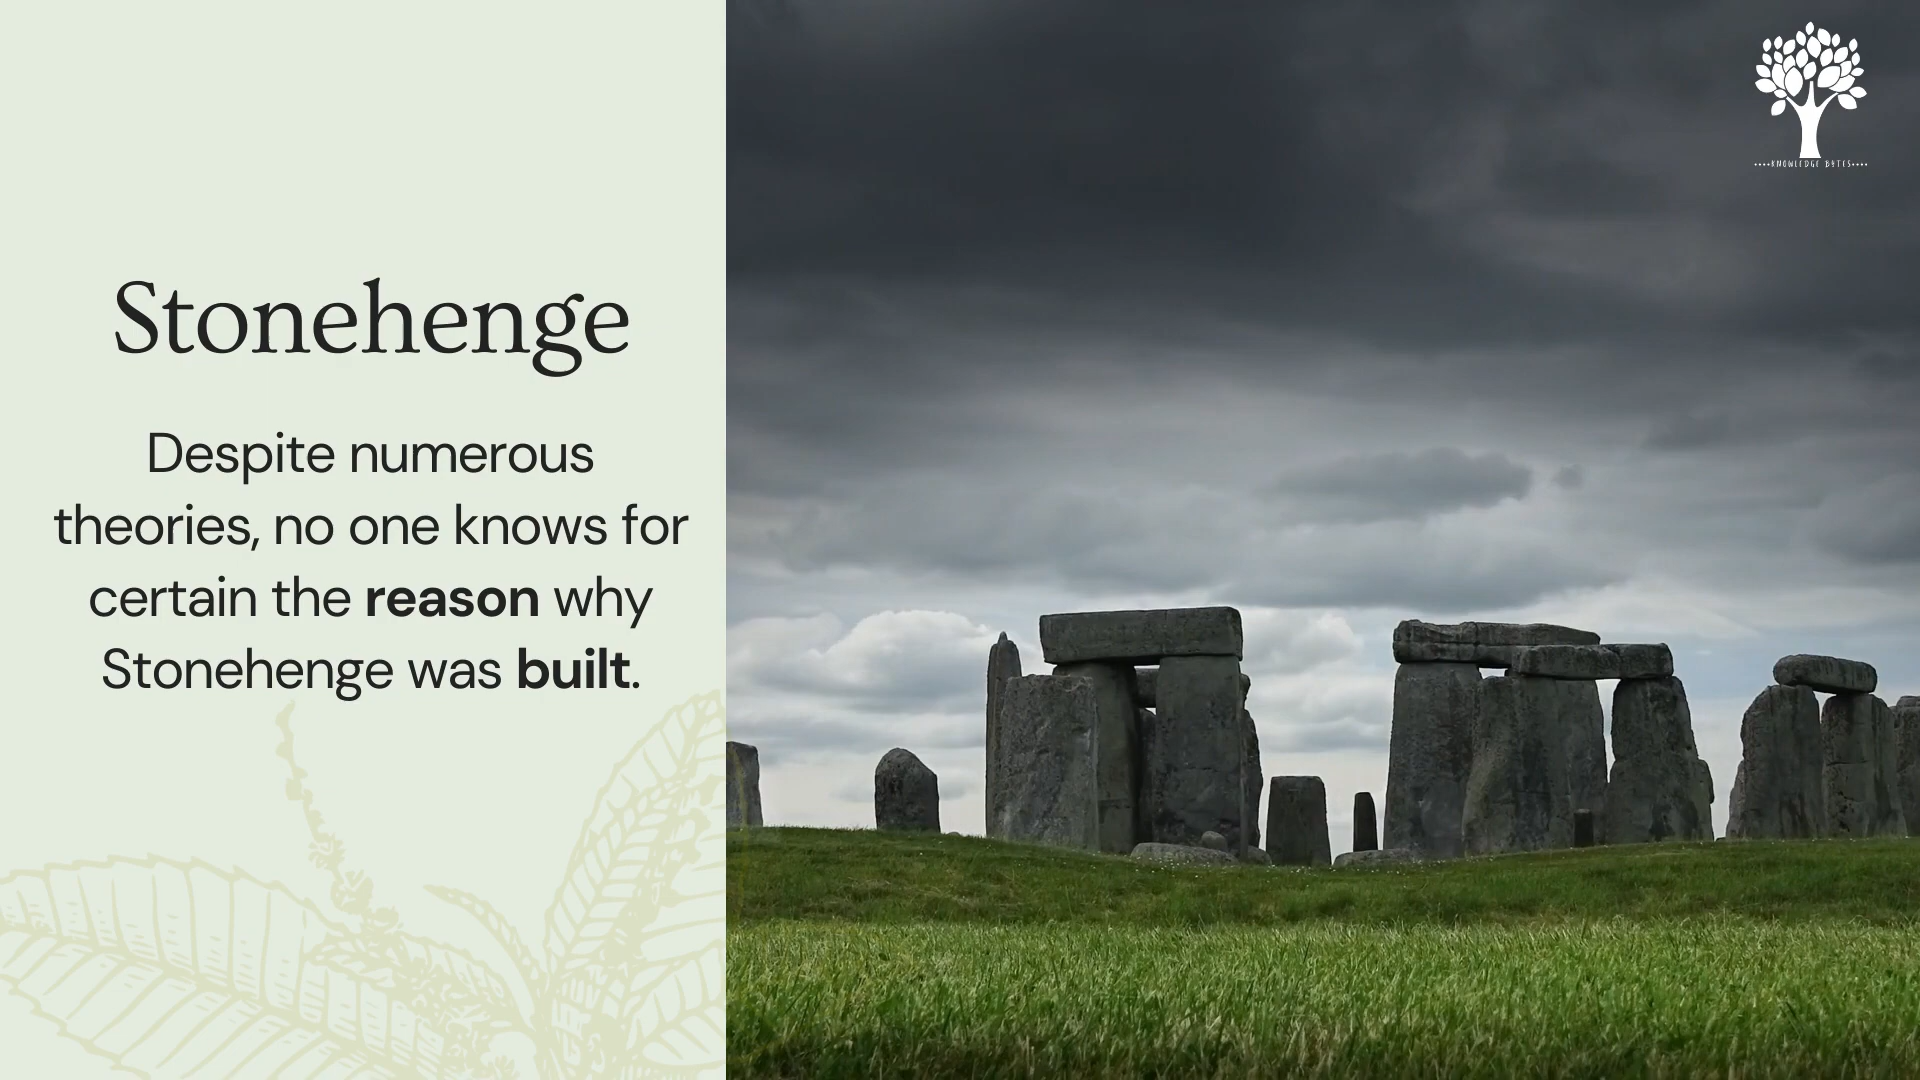 Stonehenge
Despite numerous
theories, no one knows for
certain the reason why
Stonehenge was built.
····KNOWLEDGE BYTES····